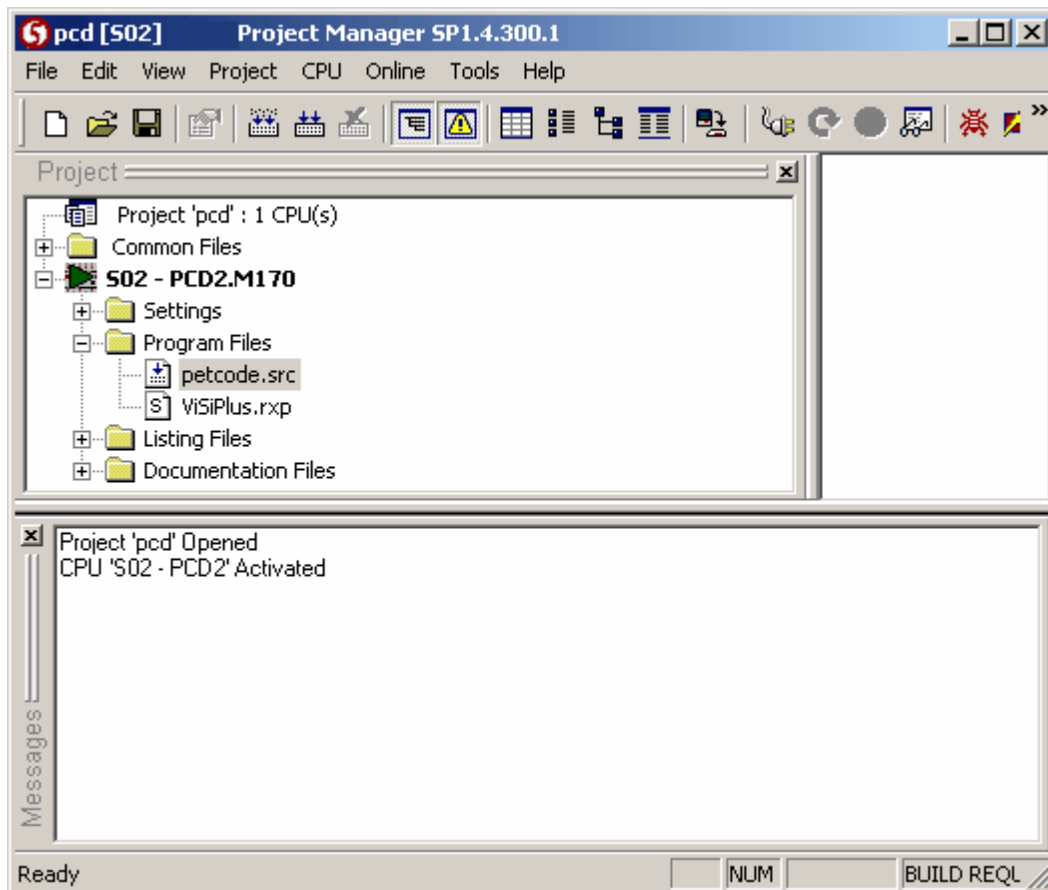 pcd [S02] Project Manager SP1.4.300.1
File Edit View Project CPU Online Tools Help
Project
Project 'pcd' : 1 CPU(s)
Common Files
S02 - PCD2.M170
Settings
Program Files
petcode.src
S ViSiPlus.rxp
Listing Files
Documentation Files
Project 'pcd' Opened
CPU 'S02 - PCD2' Activated
Messages
Ready NUM BUILD REQU